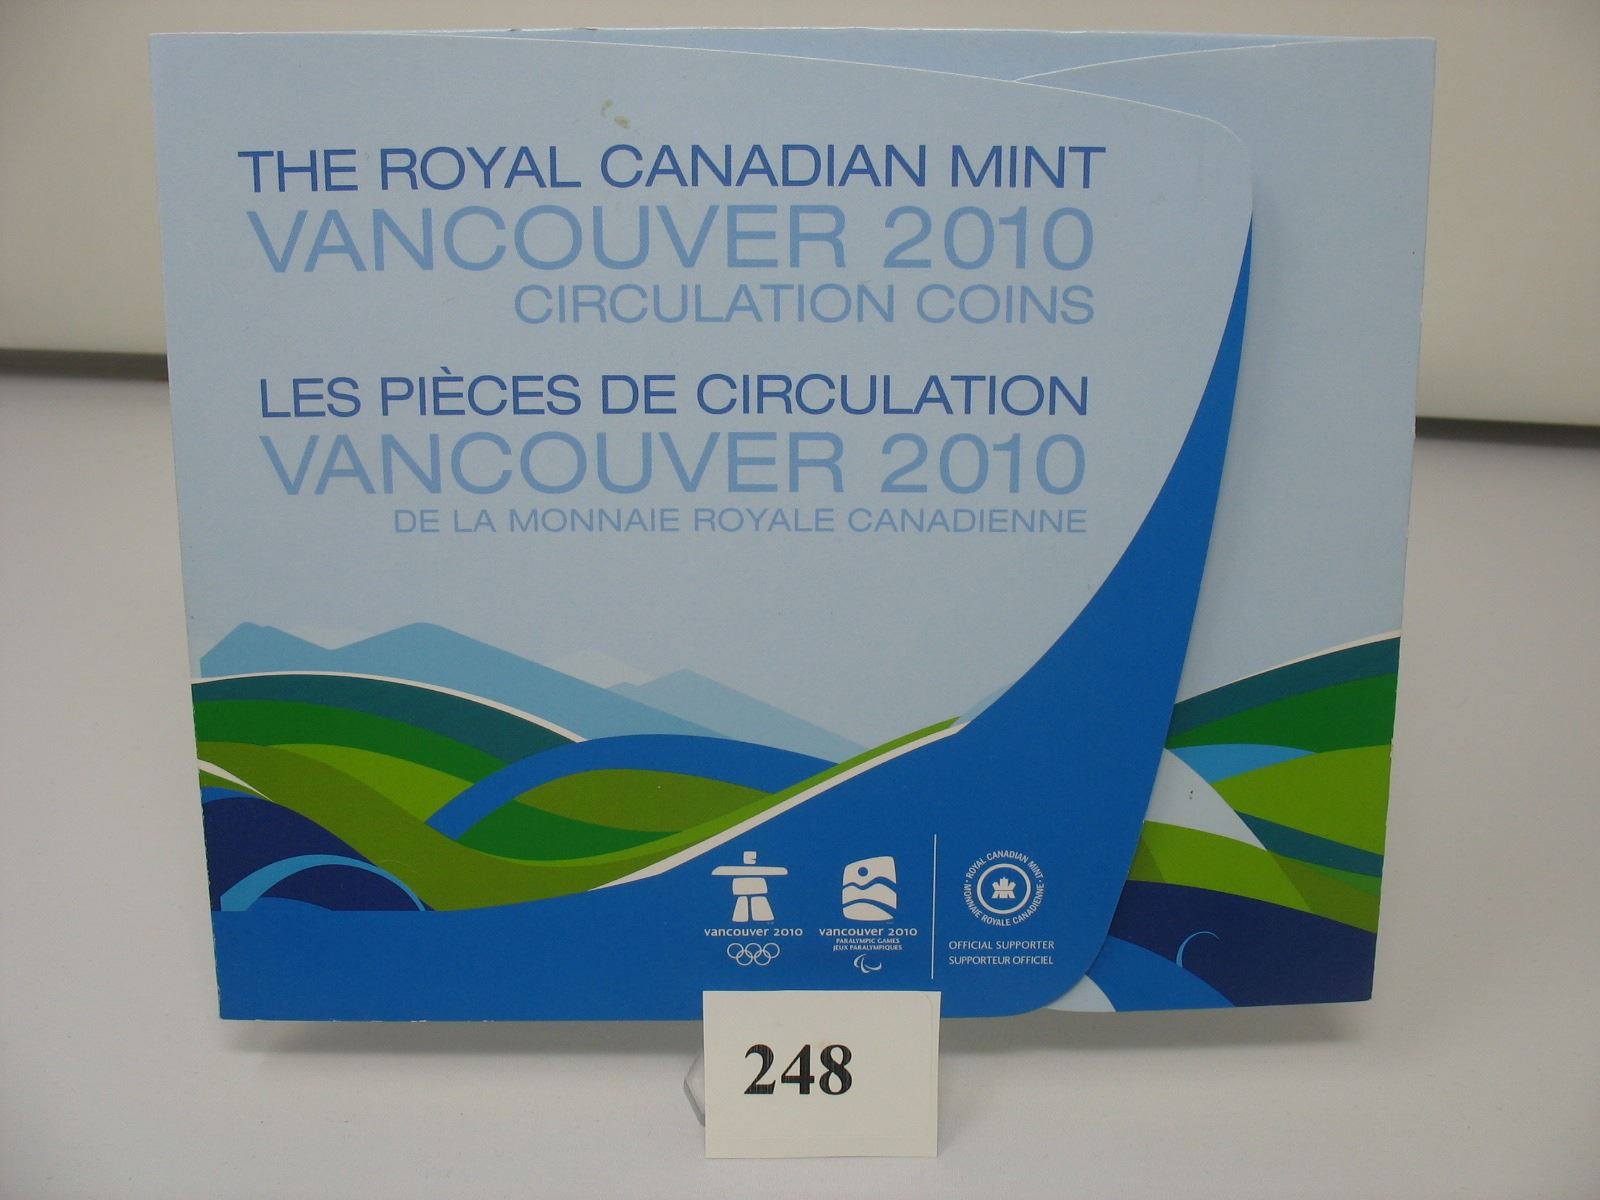 THE ROYAL CANADIAN MINT
VANCOUVER 2010
CIRCULATION COINS
LES PIÈCES DE CIRCULATION
VANCOUVER 2010
DE LA MONNAIE ROYALE CANADIENNE
vancouver 2010
vancouver 2010
PARALYMPIC GAMES
JEUX PARALYMPIQUES
ROYAL CANADIAN MINT
MONNAIE ROYALE CANADIENNE
OFFICIAL SUPPORTER
SUPPORTEUR OFFICIEL
248